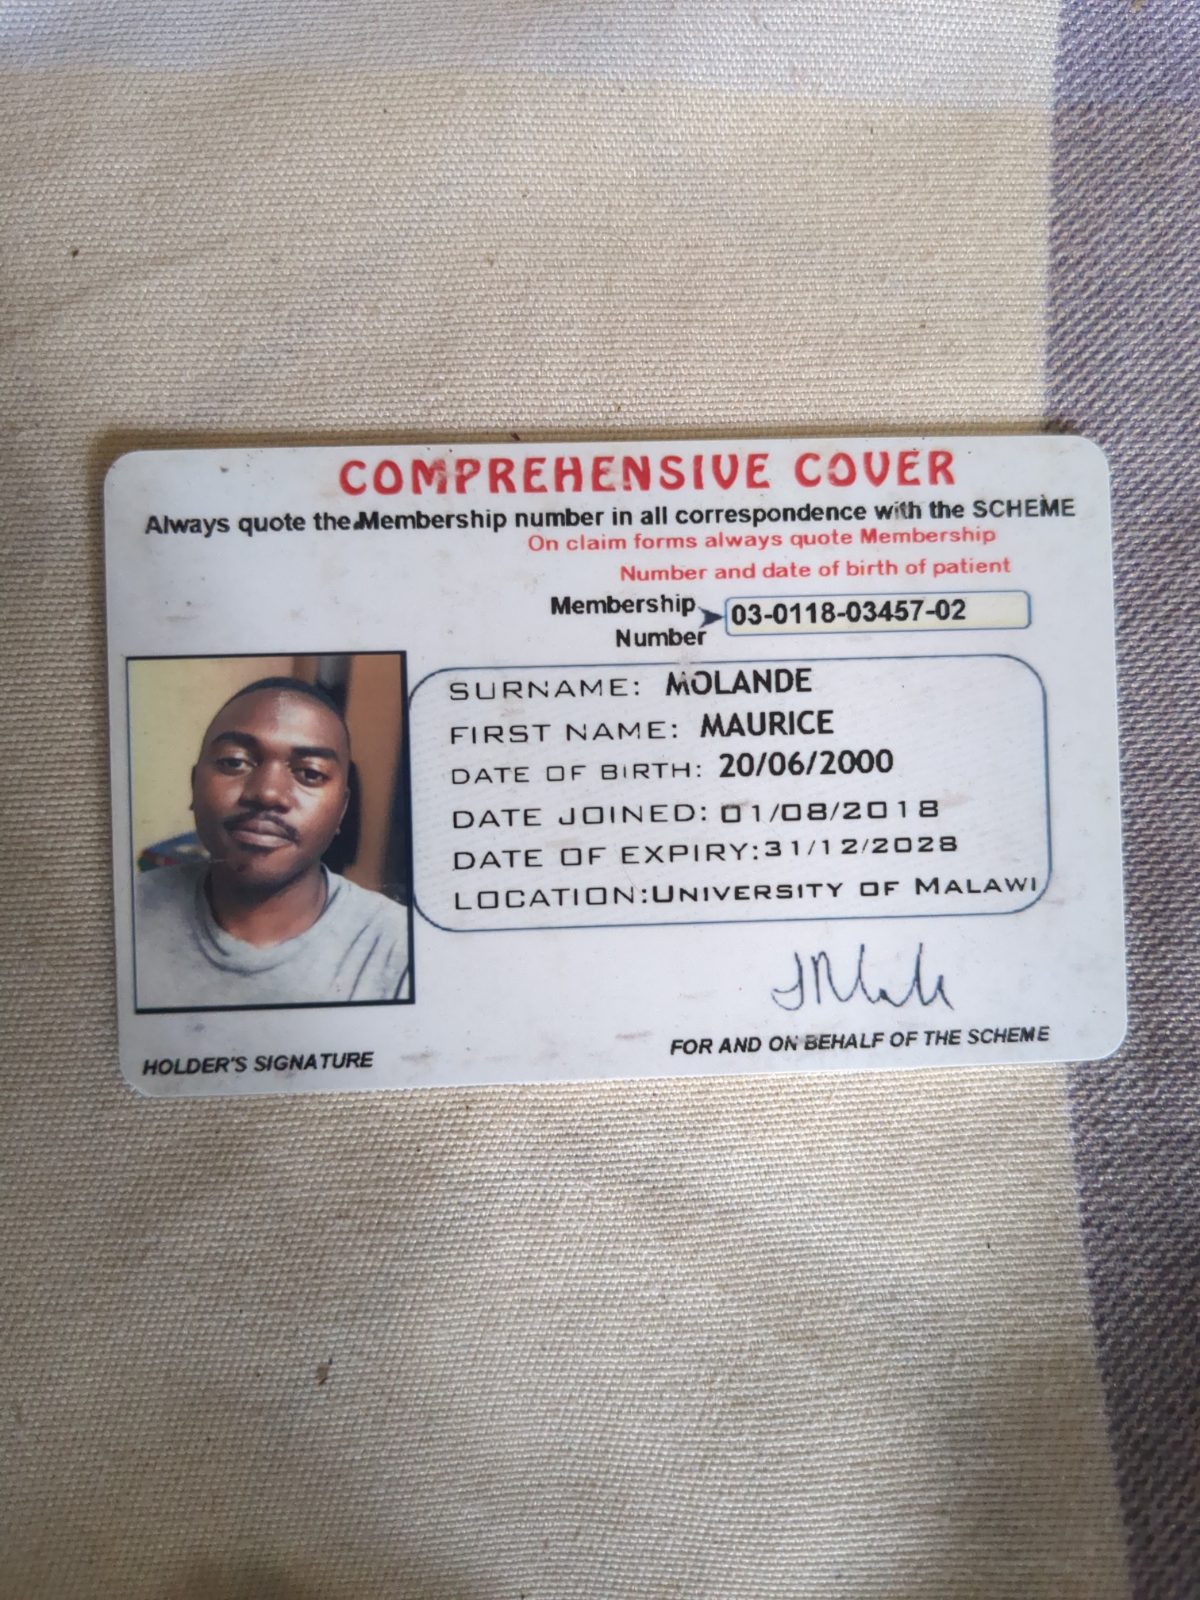 COMPREHENSIVE COVER
Always quote the Membership number in all correspondence with the SCHEME
On claim forms always quote Membership
Number and date of birth of patient
Membership
Number
03-0118-03457-02
SURNAME: MOLANDE
FIRST NAME: MAURICE
DATE OF BIRTH: 20/06/2000
DATE JOINED: 01/08/2018
DATE OF EXPIRY:31/12/2028
LOCATION:UNIVERSITY OF MALAWI
HOLDER'S SIGNATURE
FOR AND ON BEHALF OF THE SCHEME